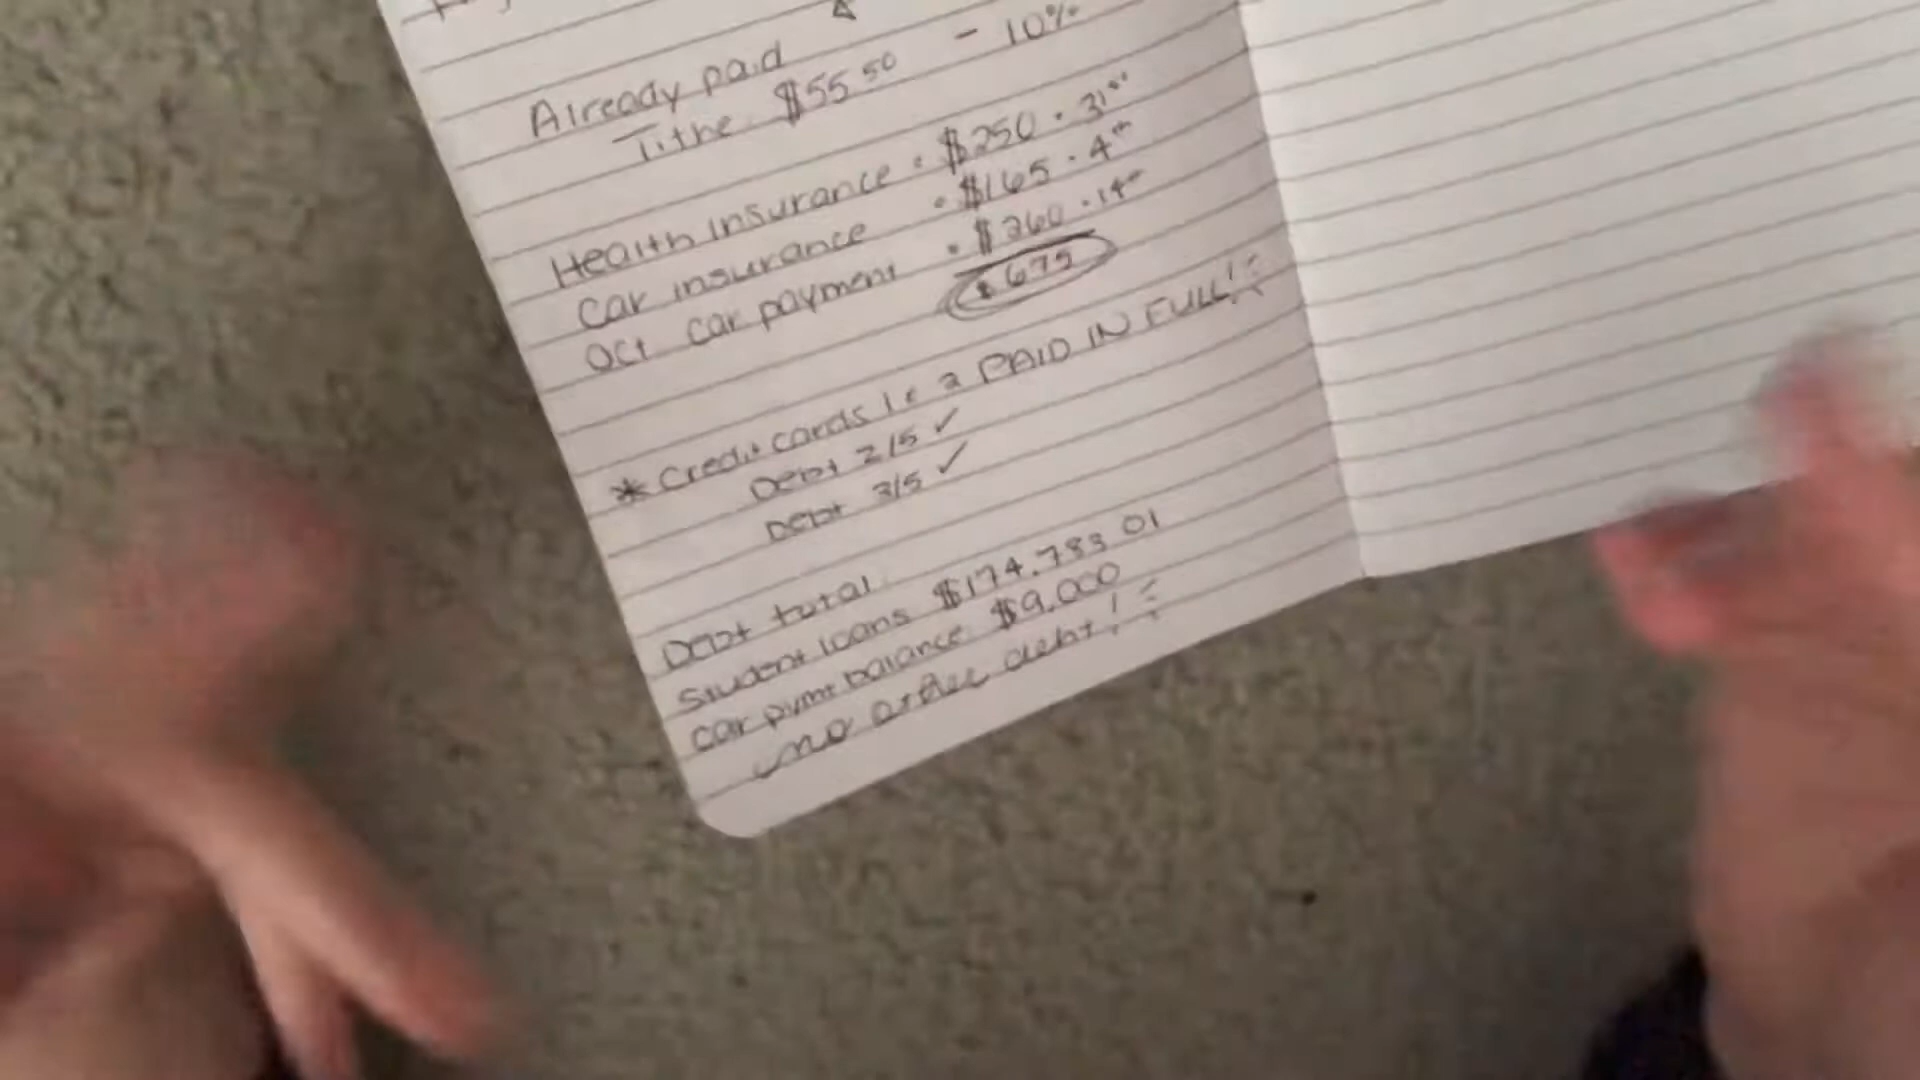 Already paid
Tithe $55 50 - 10%
Health insurance • $250 • 31st
Car insurance • $165 • 4th
Oct car payment • $260 • 14th
$675
* Credit cards 1 & 2 PAID IN FULL!!
Debt 2/5 ✓
Debt 3/5 ✓
Debt total
Student loans $174,783 01
Car pymt balance $9,000
no other debt!!